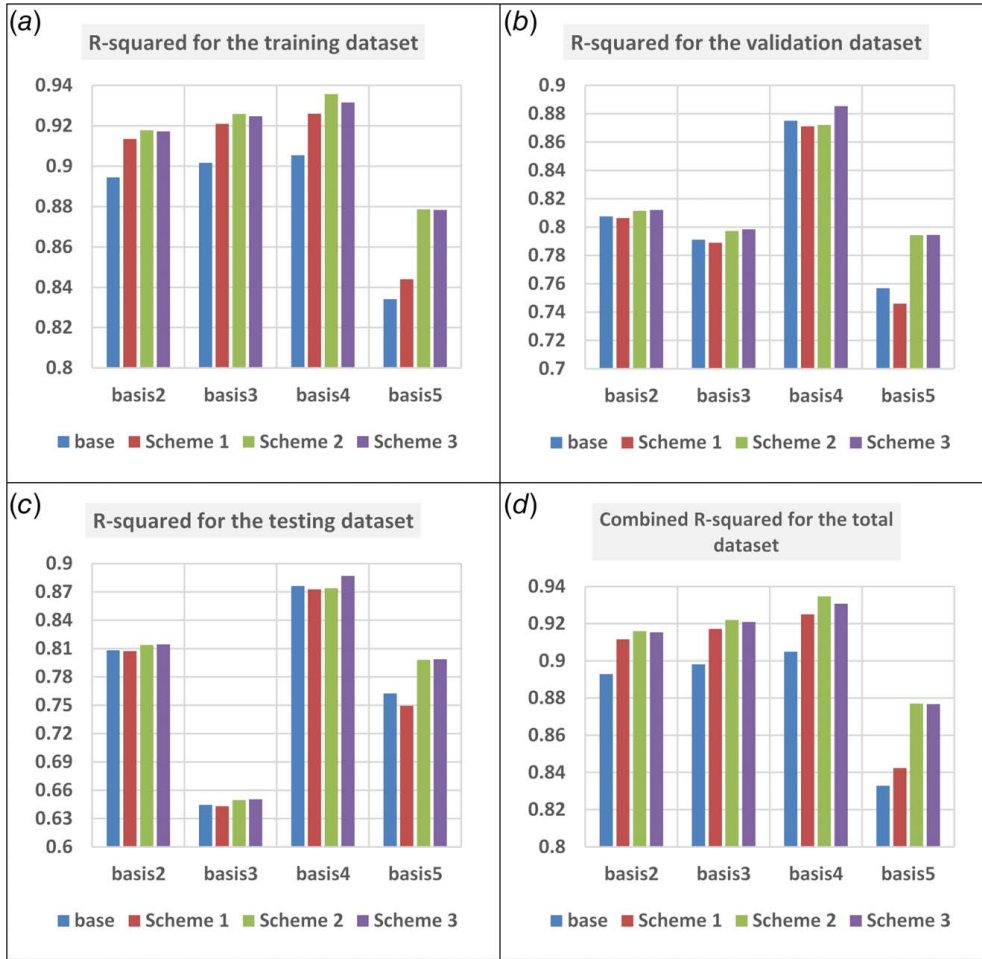 (a)
R-squared for the training dataset
0.94
0.92
0.9
0.88
0.86
0.84
0.82
0.8
basis2 basis3 basis4 basis5
base Scheme 1 Scheme 2 Scheme 3
(b)
R-squared for the validation dataset
0.9
0.88
0.86
0.84
0.82
0.8
0.78
0.76
0.74
0.72
0.7
basis2 basis3 basis4 basis5
base Scheme 1 Scheme 2 Scheme 3
(c)
R-squared for the testing dataset
0.9
0.87
0.84
0.81
0.78
0.75
0.72
0.69
0.66
0.63
0.6
basis2 basis3 basis4 basis5
base Scheme 1 Scheme 2 Scheme 3
(d)
Combined R-squared for the total
dataset
0.94
0.92
0.9
0.88
0.86
0.84
0.82
0.8
basis2 basis3 basis4 basis5
base Scheme 1 Scheme 2 Scheme 3